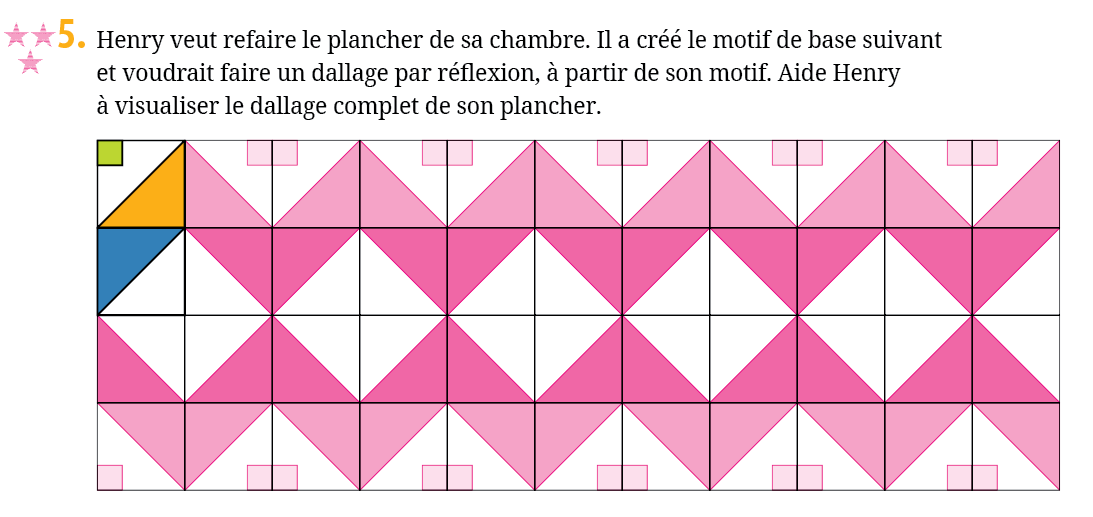 5. Henry veut refaire le plancher de sa chambre. Il a créé le motif de base suivant
et voudrait faire un dallage par réflexion, à partir de son motif. Aide Henry
à visualiser le dallage complet de son plancher.